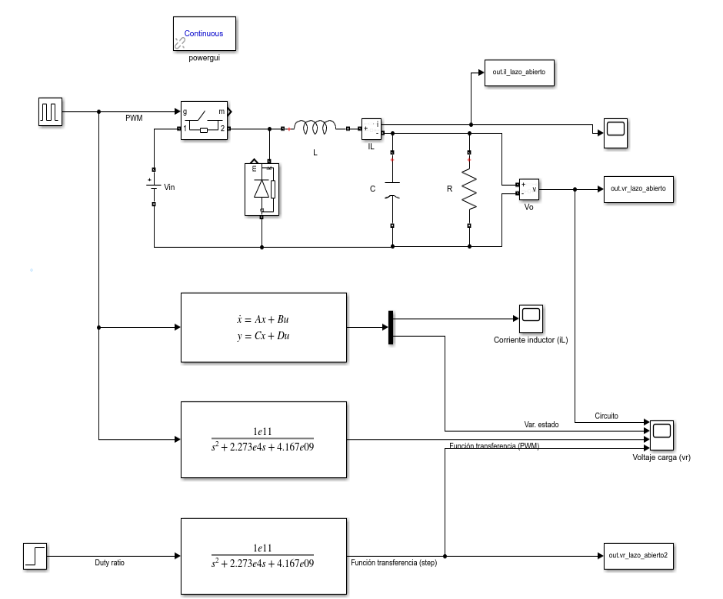 Continuous
powergui
out.il_lazo_abierto
PWM
g
m
1
2
+
i
-
L
IL
Vin
+
m
C
R
+
-
v
Vo
out.vr_lazo_abierto
ẋ = Ax + Bu
y = Cx + Du
Corriente inductor (iL)
Circuito
Var. estado
1e11
s² + 2.273e4s + 4.167e09
Función transferencia (PWM)
Voltaje carga (vr)
1e11
s² + 2.273e4s + 4.167e09
Duty ratio
Función transferencia (step)
out.vr_lazo_abierto2